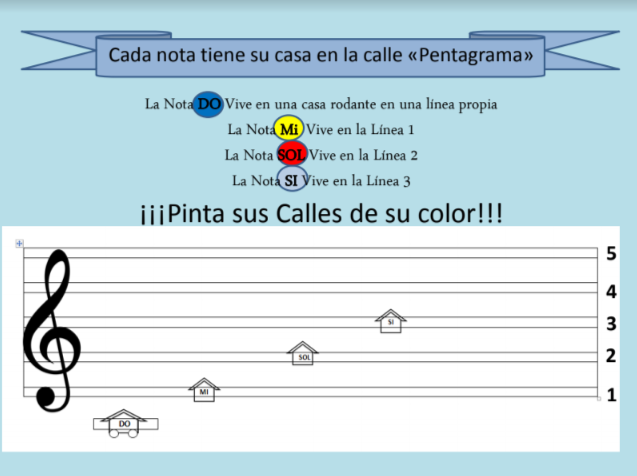 Cada nota tiene su casa en la calle «Pentagrama»
La Nota DO Vive en una casa rodante en una línea propia
La Nota Mi Vive en la Línea 1
La Nota SOL Vive en la Línea 2
La Nota SI Vive en la Línea 3
¡¡¡Pinta sus Calles de su color!!!
5
4
SI 3
SOL 2
MI 1
DO